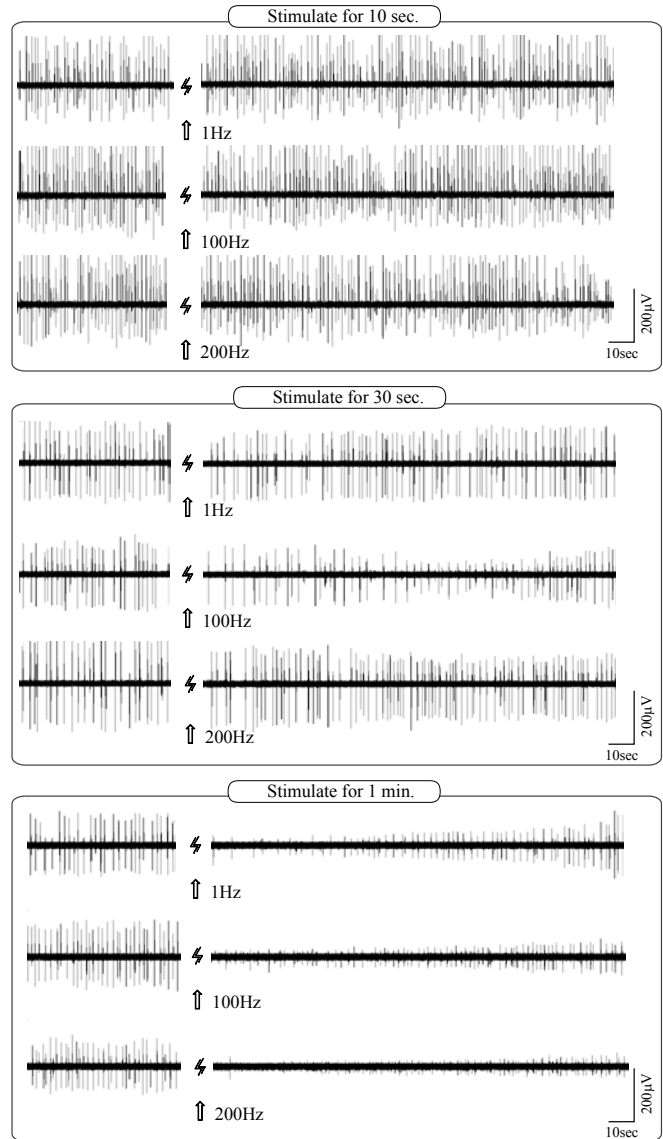 Stimulate for 10 sec.
⇧ 1Hz
⇧ 100Hz
⇧ 200Hz
200µV
10sec
Stimulate for 30 sec.
⇧ 1Hz
⇧ 100Hz
⇧ 200Hz
200µV
10sec
Stimulate for 1 min.
⇧ 1Hz
⇧ 100Hz
⇧ 200Hz
200µV
10sec